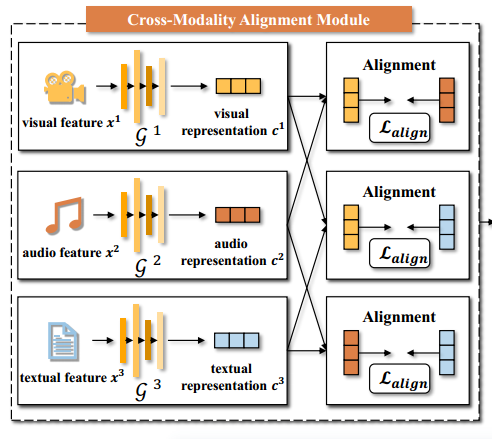 Cross-Modality Alignment Module
visual feature x¹
𝒢 ¹
visual
representation c¹
Alignment
ℒalign
audio feature x²
𝒢 ²
audio
representation c²
Alignment
ℒalign
textual feature x³
𝒢 ³
textual
representation c³
Alignment
ℒalign